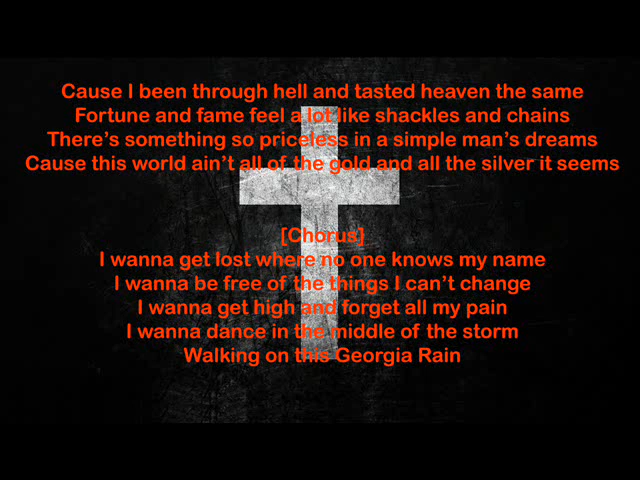 Cause I been through hell and tasted heaven the same
Fortune and fame feel a lot like shackles and chains
There's something so priceless in a simple man's dreams
Cause this world ain't all of the gold and all the silver it seems
[Chorus]
I wanna get lost where no one knows my name
I wanna be free of the things I can't change
I wanna get high and forget all my pain
I wanna dance in the middle of the storm
Walking on this Georgia Rain